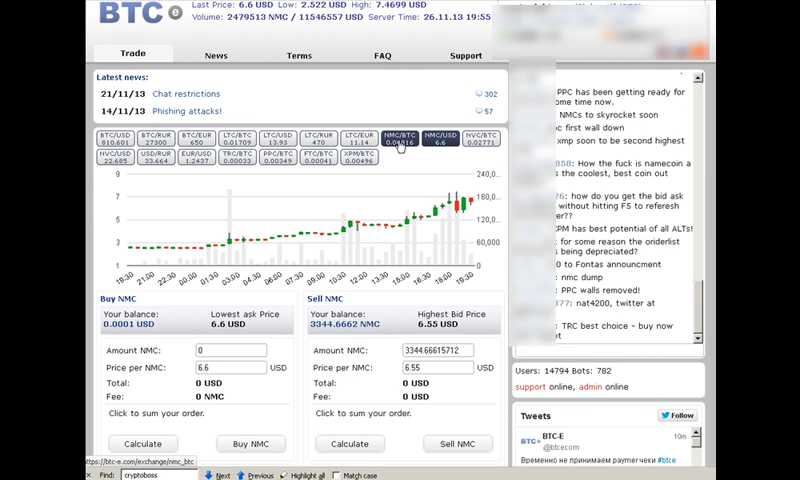 BTC e
Last Price: 6.6 USD Low: 2.522 USD High: 7.4699 USD
Volume: 2479513 NMC / 11546557 USD Server Time: 26.11.13 19:55
Trade News Terms FAQ Support
Latest news:
21/11/13 Chat restrictions 302
14/11/13 Phishing attacks! 57
BTC/USD BTC/RUR BTC/EUR LTC/BTC LTC/USD LTC/RUR LTC/EUR NMC/BTC NMC/USD NVC/BTC
810.601 27300 650 0.01709 13.93 470 11.14 6.6 0.02771
NVC/USD USD/RUR EUR/USD TRC/BTC PPC/BTC FTC/BTC XPM/BTC
22.685 33.664 1.2437 0.00033 0.00349 0.00041 0.00496
9 240,0...
7 180,0...
5 120,0...
3 60,000
1 0
19:30 21:00 22:30 00:00 01:30 03:00 04:30 06:00 07:30 09:00 10:30 12:00 13:30 15:00 16:30 18:00 19:30
Buy NMC
Your balance: Lowest ask Price
0.0001 USD 6.6 USD
Amount NMC: 0
Price per NMC: 6.6 USD
Total: 0 USD
Fee: 0 NMC
Click to sum your order.
Calculate Buy NMC
Sell NMC
Your balance: Highest Bid Price
3344.6662 NMC 6.55 USD
Amount NMC: 3344.66615712
Price per NMC: 6.55 USD
Total: 0 USD
Fee: 0 USD
Click to sum your order.
Calculate Sell NMC
PPC has been getting ready for
ome time now.
NMCs to skyrocket soon
pc first wall down
xmp soon to be second highest
858: How the fuck is namecoin a
s the coolest, best coin out
26: how do you get the bid ask
without hitting F5 to referesh
er??
XPM has best potential of all ALTs!
for some reason the oriderlist
s being depreciated?
0 to Fontas announcment
: nmc dump
: PPC walls removed!
177: nat4200, twitter at
: TRC best choice - buy now
et
Users: 14794 Bots: 782
support online, admin online
Tweets Follow
BTC-E 10m
@btcecom
BTC e
Временно не принимаем paymer чеки #btce
https://btc-e.com/exchange/nmc_btc
Find: cryptoboss Next Previous Highlight all Match case